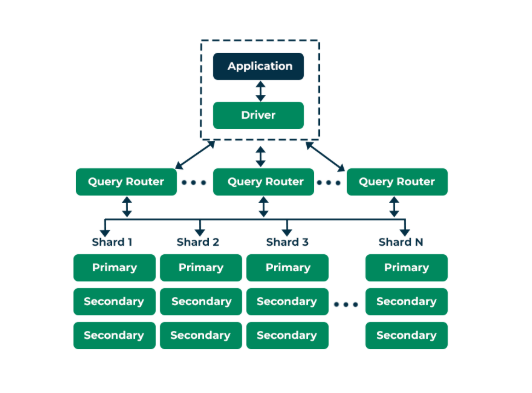 Application
Driver
Query Router Query Router Query Router
Shard 1 Shard 2 Shard 3 Shard N
Primary Primary Primary Primary
Secondary Secondary Secondary Secondary
Secondary Secondary Secondary Secondary